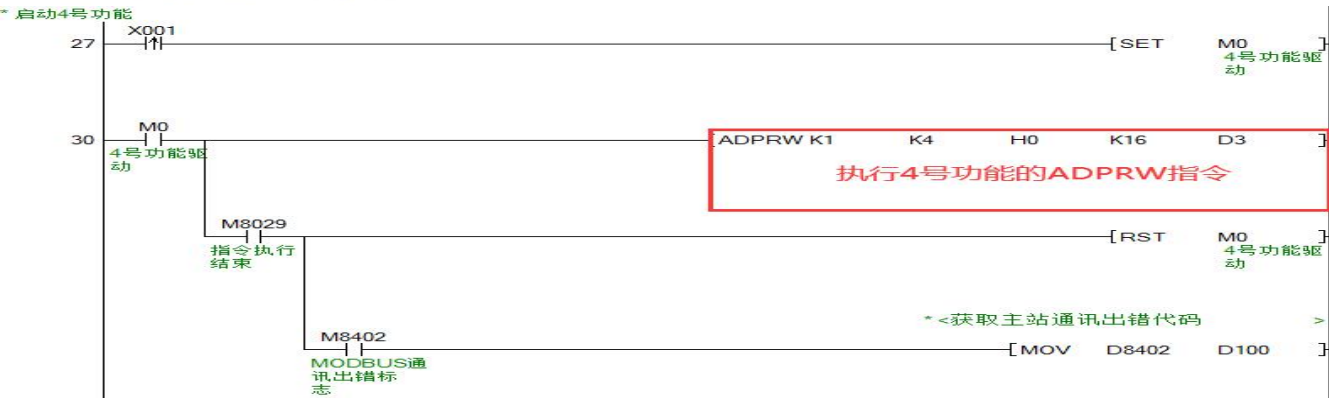 * 启动4号功能
X001
27 [SET M0 ]
4号功能驱
动
M0
30 [ADPRW K1 K4 H0 K16 D3 ]
4号功能驱
动
执行4号功能的ADPRW指令
M8029
[RST M0 ]
指令执行
结束
4号功能驱
动
* <获取主站通讯出错代码 >
M8402
[MOV D8402 D100 ]
MODBUS通
讯出错标
志